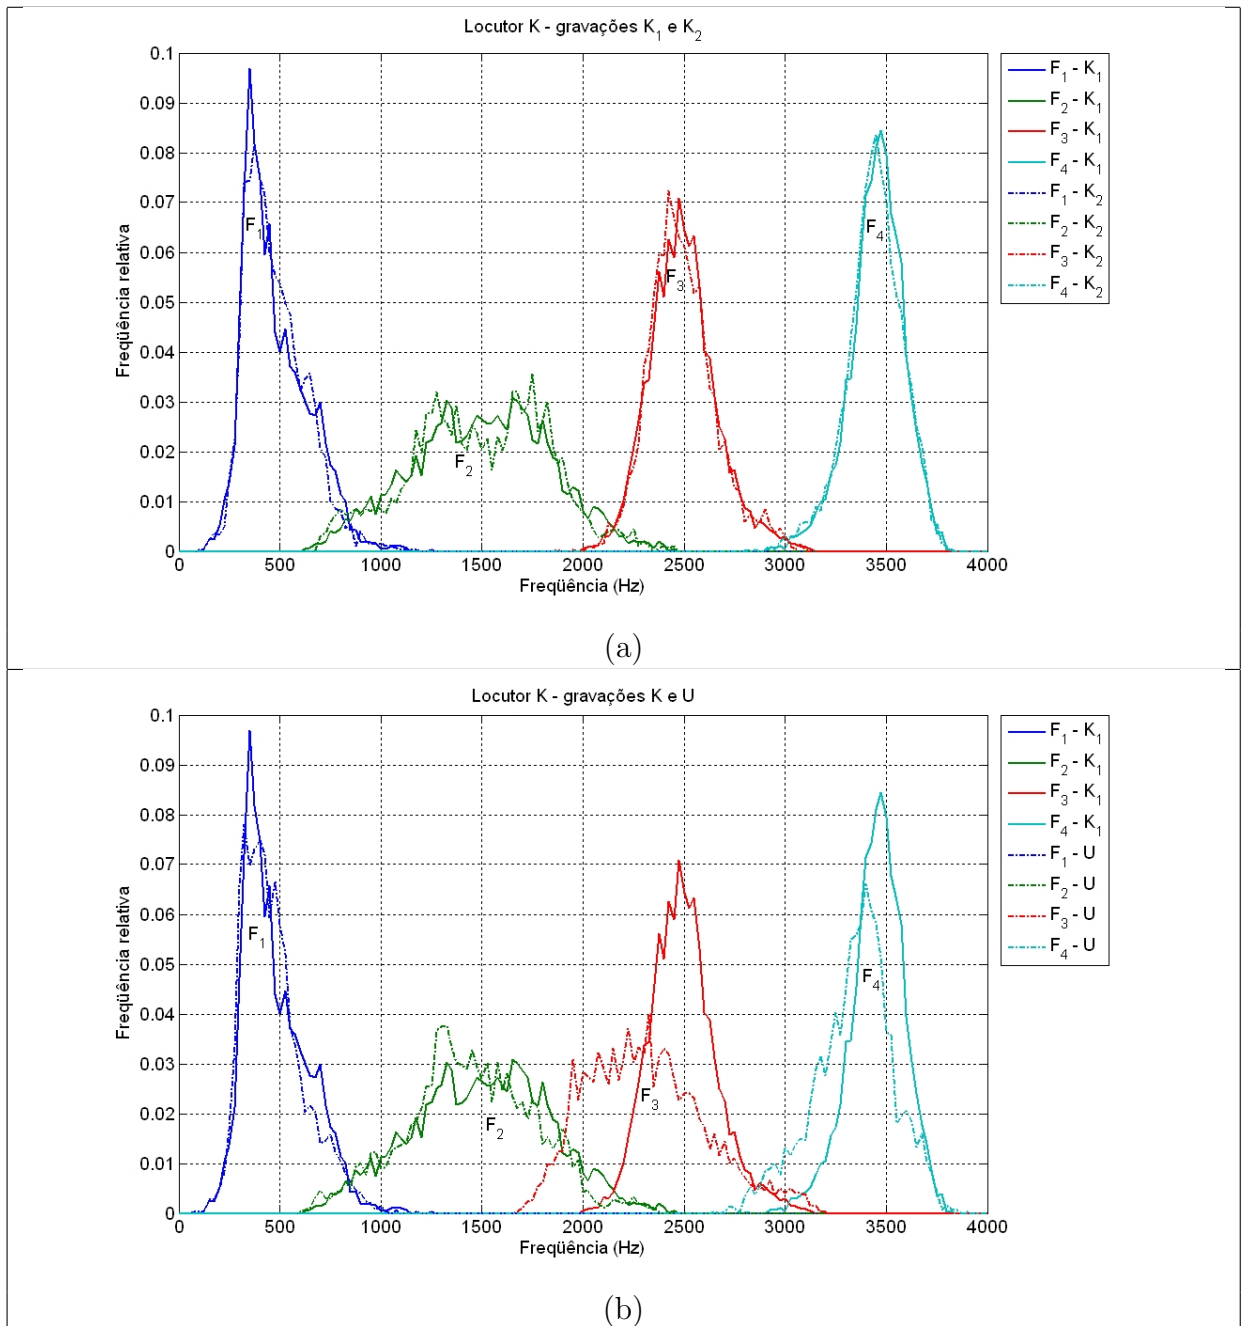 Locutor K - gravações K₁ e K₂
0.1
0.09
0.08
0.07
0.06
0.05
0.04
0.03
0.02
0.01
0
Freqüência relativa
F₁
F₂
F₃
F₄
0 500 1000 1500 2000 2500 3000 3500 4000
Freqüência (Hz)
F₁ - K₁
F₂ - K₁
F₃ - K₁
F₄ - K₁
F₁ - K₂
F₂ - K₂
F₃ - K₂
F₄ - K₂
(a)
Locutor K - gravações K e U
0.1
0.09
0.08
0.07
0.06
0.05
0.04
0.03
0.02
0.01
0
Freqüência relativa
F₁
F₂
F₃
F₄
0 500 1000 1500 2000 2500 3000 3500 4000
Freqüência (Hz)
F₁ - K₁
F₂ - K₁
F₃ - K₁
F₄ - K₁
F₁ - U
F₂ - U
F₃ - U
F₄ - U
(b)